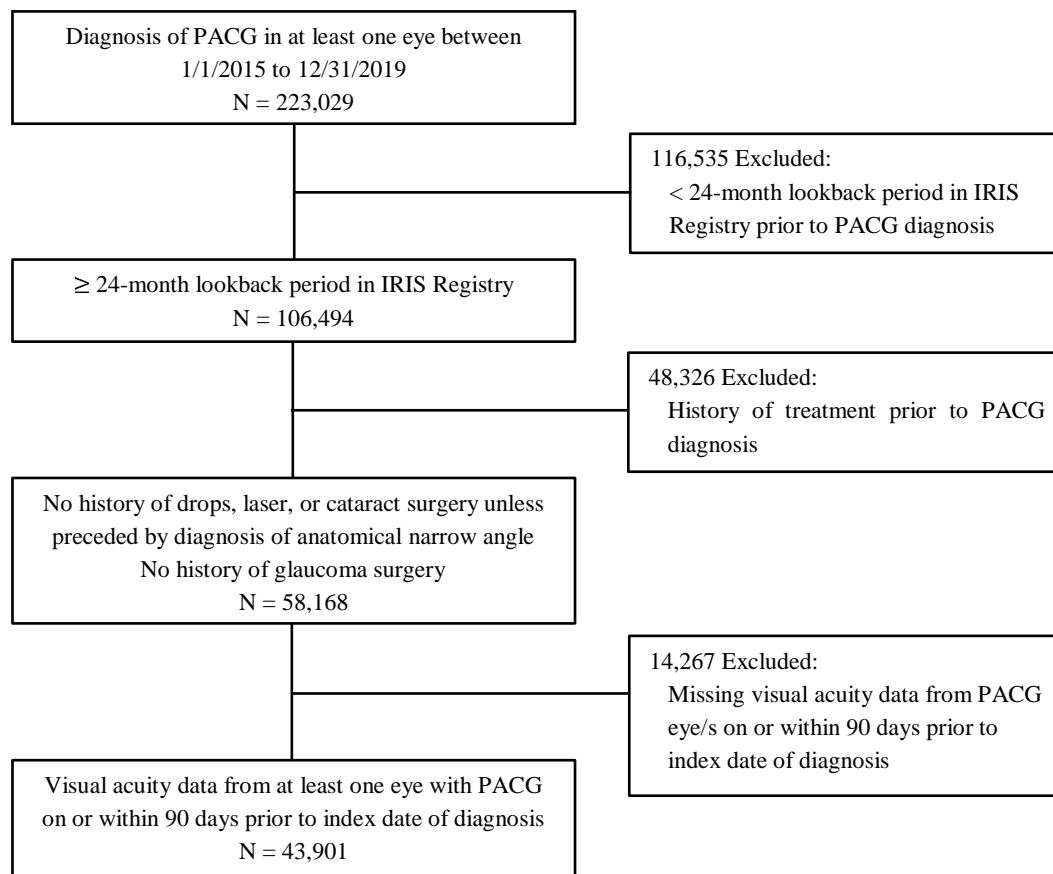 Diagnosis of PACG in at least one eye between
1/1/2015 to 12/31/2019
N = 223,029
116,535 Excluded:
< 24-month lookback period in IRIS
Registry prior to PACG diagnosis
≥ 24-month lookback period in IRIS Registry
N = 106,494
48,326 Excluded:
History of treatment prior to PACG
diagnosis
No history of drops, laser, or cataract surgery unless
preceded by diagnosis of anatomical narrow angle
No history of glaucoma surgery
N = 58,168
14,267 Excluded:
Missing visual acuity data from PACG
eye/s on or within 90 days prior to
index date of diagnosis
Visual acuity data from at least one eye with PACG
on or within 90 days prior to index date of diagnosis
N = 43,901